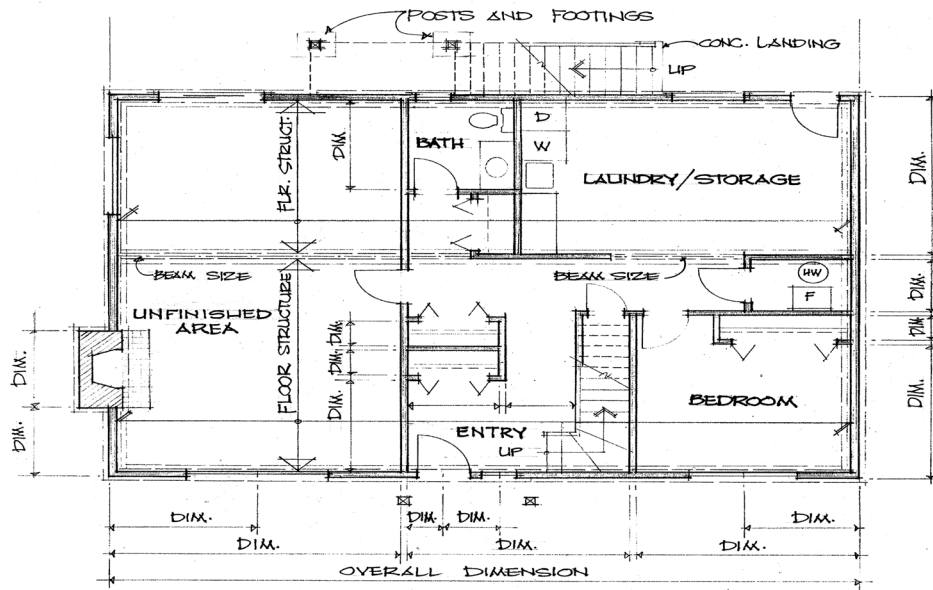 POSTS AND FOOTINGS
CONC. LANDING
UP
FLR. STRUCT.
DIM.
BATH
D
W
LAUNDRY/STORAGE
DIM.
BEAM SIZE
BEAM SIZE
HW
F
DIM.
UNFINISHED
AREA
FLOOR STRUCTURE
DIM.
DIM.
DIM.
DIM.
DIM
DIM.
DIM.
BEDROOM
ENTRY
UP
DIM.
DIM.
DIM.
DIM.
DIM.
DIM.
DIM.
OVERALL DIMENSION